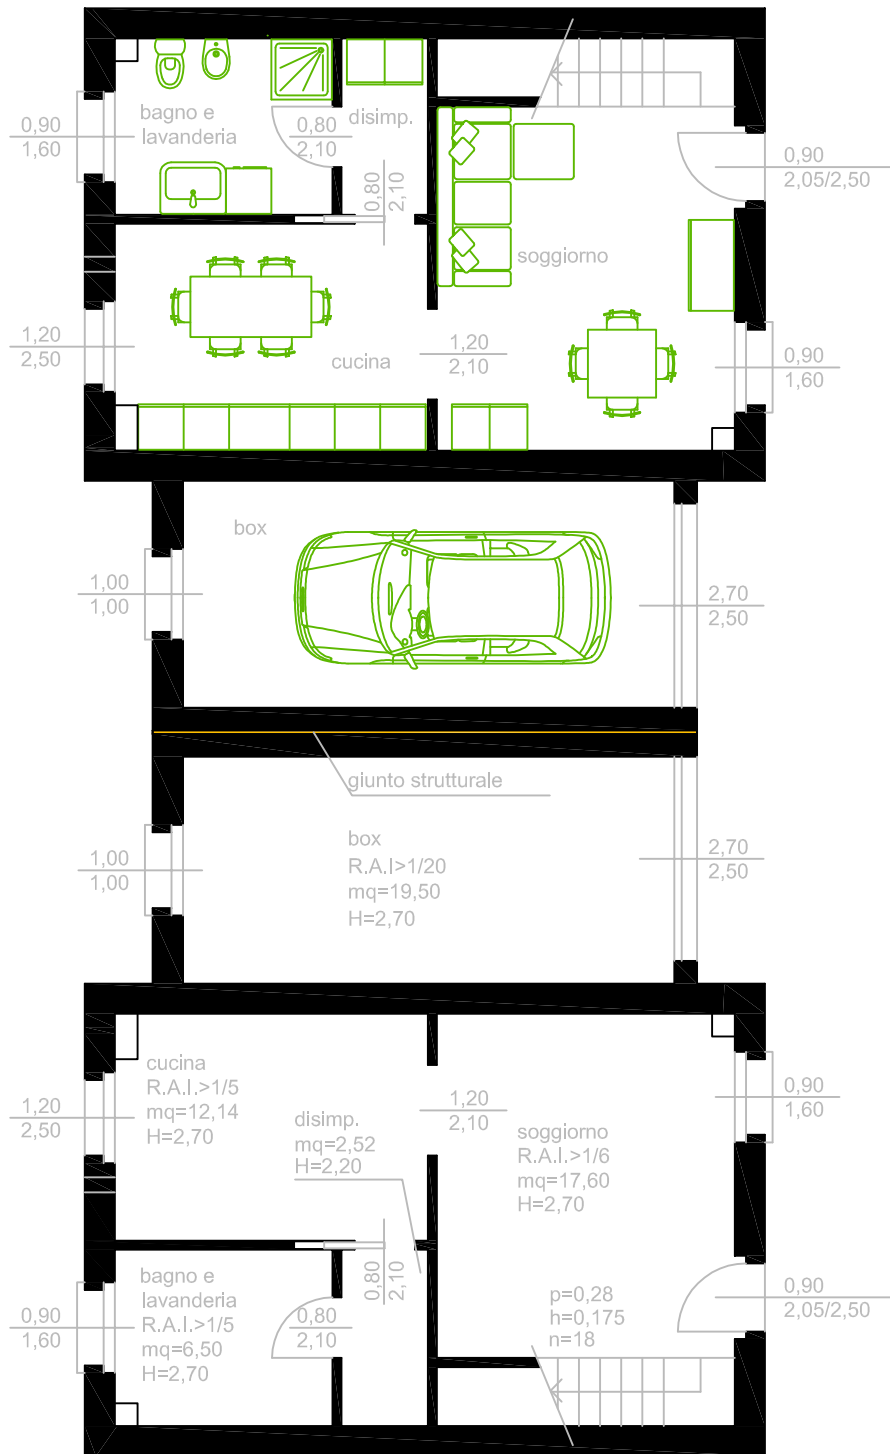 bagno e
lavanderia
0,90
1,60
0,80
2,10
disimp.
0,80
2,10
0,90
2,05/2,50
soggiorno
1,20
2,50
cucina
1,20
2,10
0,90
1,60
box
1,00
1,00
2,70
2,50
giunto strutturale
box
R.A.I>1/20
mq=19,50
H=2,70
1,00
1,00
2,70
2,50
cucina
R.A.I.>1/5
mq=12,14
H=2,70
1,20
2,50
disimp.
mq=2,52
H=2,20
1,20
2,10
soggiorno
R.A.I.>1/6
mq=17,60
H=2,70
0,90
1,60
bagno e
lavanderia
R.A.I.>1/5
mq=6,50
H=2,70
0,90
1,60
0,80
2,10
0,80
2,10
p=0,28
h=0,175
n=18
0,90
2,05/2,50